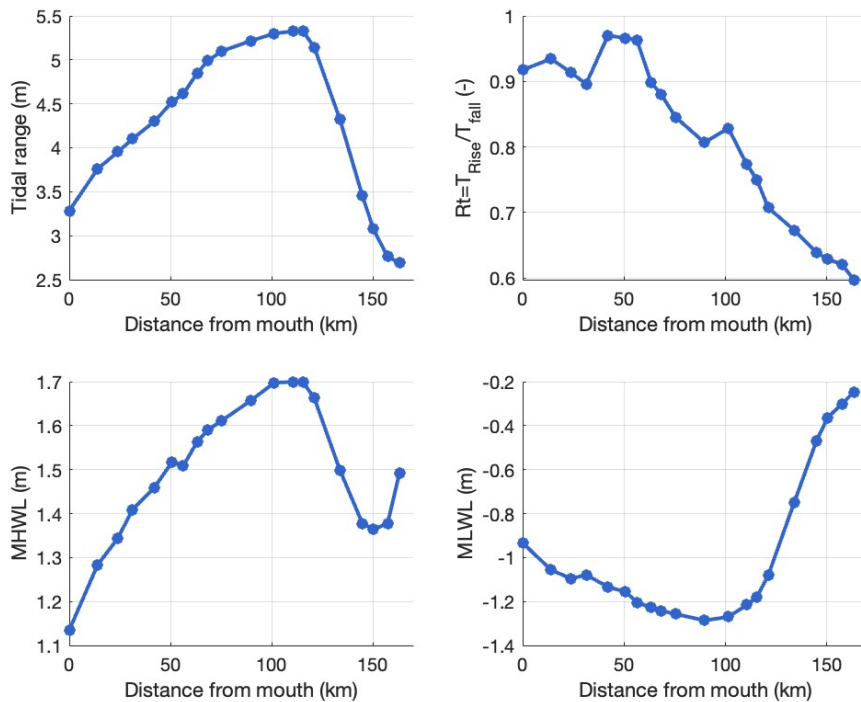 5.5
5
4.5
4
3.5
3
2.5
Tidal range (m)
0 50 100 150
Distance from mouth (km)
1
0.9
0.8
0.7
0.6
Rt=T_Rise/T_fall (-)
0 50 100 150
Distance from mouth (km)
1.7
1.6
1.5
1.4
1.3
1.2
1.1
MHWL (m)
0 50 100 150
Distance from mouth (km)
-0.2
-0.4
-0.6
-0.8
-1
-1.2
-1.4
MLWL (m)
0 50 100 150
Distance from mouth (km)